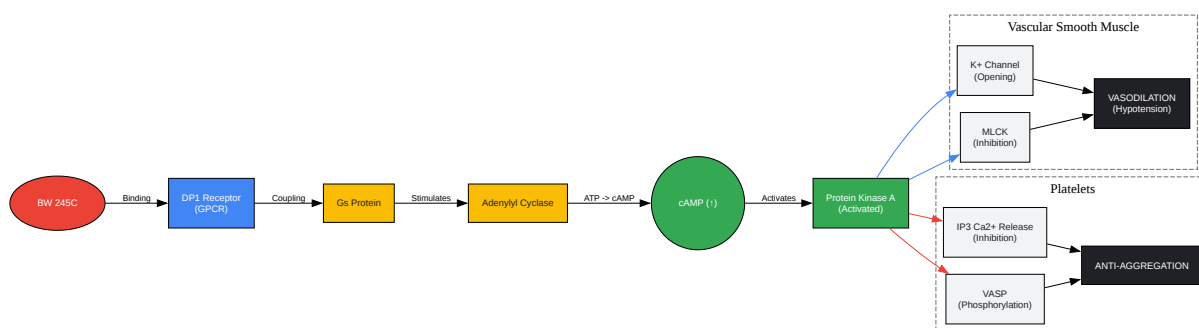 Vascular Smooth Muscle
K+ Channel
(Opening)
VASODILATION
(Hypotension)
MLCK
(Inhibition)
BW 245C
Binding
DP1 Receptor
(GPCR)
Coupling
Gs Protein
Stimulates
Adenylyl Cyclase
ATP -> cAMP
cAMP (↑)
Activates
Protein Kinase A
(Activated)
Platelets
IP3 Ca2+ Release
(Inhibition)
ANTI-AGGREGATION
VASP
(Phosphorylation)